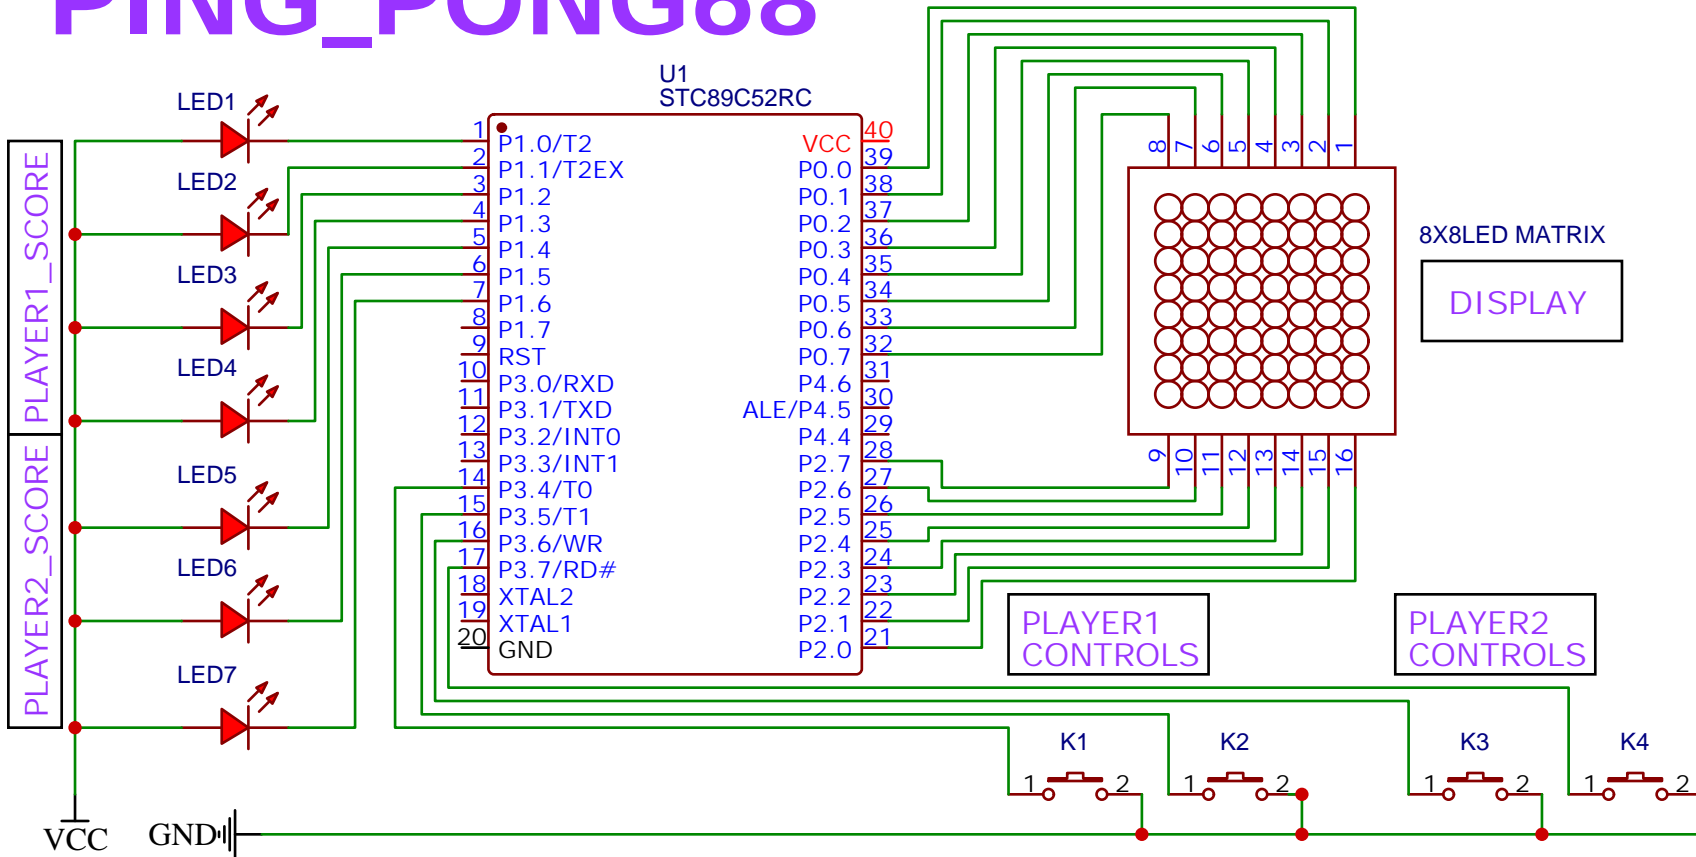 PING_PONG88
U1
STC89C52RC
LED1
LED2
LED3
LED4
LED5
LED6
LED7
PLAYER1_SCORE
PLAYER2_SCORE
1 P1.0/T2
2 P1.1/T2EX
3 P1.2
4 P1.3
5 P1.4
6 P1.5
7 P1.6
8 P1.7
9 RST
10 P3.0/RXD
11 P3.1/TXD
12 P3.2/INT0
13 P3.3/INT1
14 P3.4/T0
15 P3.5/T1
16 P3.6/WR
17 P3.7/RD#
18 XTAL2
19 XTAL1
20 GND
VCC 40
P0.0 39
P0.1 38
P0.2 37
P0.3 36
P0.4 35
P0.5 34
P0.6 33
P0.7 32
P4.6 31
ALE/P4.5 30
P4.4 29
P2.7 28
P2.6 27
P2.5 26
P2.4 25
P2.3 24
P2.2 23
P2.1 22
P2.0 21
8 7 6 5 4 3 2 1
9 10 11 12 13 14 15 16
8X8LED MATRIX
DISPLAY
PLAYER1
CONTROLS
PLAYER2
CONTROLS
K1
1 2
K2
1 2
K3
1 2
K4
1 2
VCC
GND